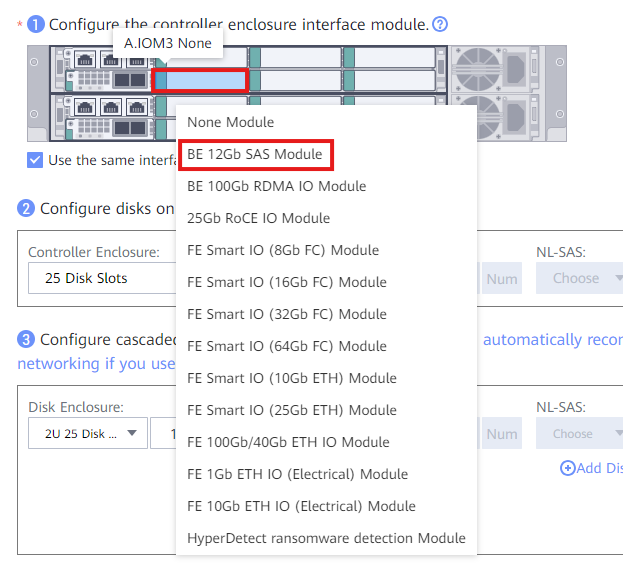 * 1 Configure the controller enclosure interface module. ?
A.IOM3 None
None Module
BE 12Gb SAS Module
Use the same interfa
BE 100Gb RDMA IO Module
2 Configure disks on
25Gb RoCE IO Module
Controller Enclosure:
FE Smart IO (8Gb FC) Module
NL-SAS:
25 Disk Slots
FE Smart IO (16Gb FC) Module
Num
Choose
FE Smart IO (32Gb FC) Module
3 Configure cascaded
automatically recor
FE Smart IO (64Gb FC) Module
networking if you use
FE Smart IO (10Gb ETH) Module
Disk Enclosure:
FE Smart IO (25Gb ETH) Module
NL-SAS:
2U 25 Disk ...
1
FE 100Gb/40Gb ETH IO Module
Num
Choose
FE 1Gb ETH IO (Electrical) Module
Add Dis
FE 10Gb ETH IO (Electrical) Module
HyperDetect ransomware detection Module